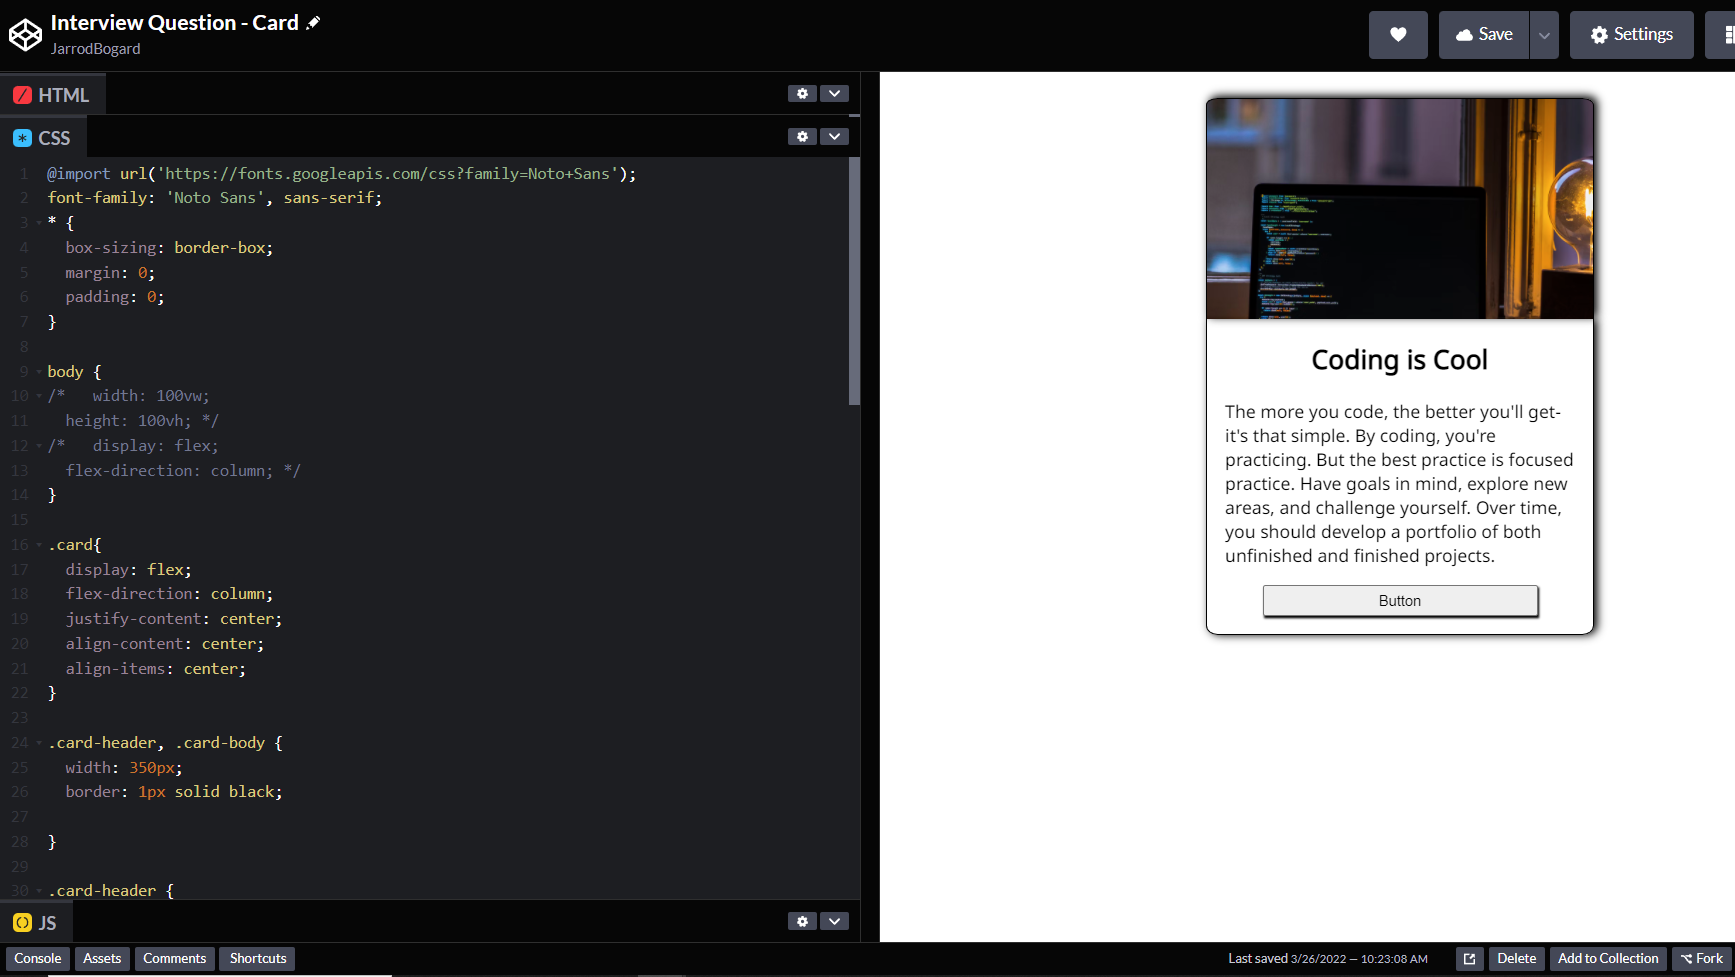 Interview Question - Card
JarrodBogard
Save
Settings
HTML
CSS
1 @import url('https://fonts.googleapis.com/css?family=Noto+Sans');
2 font-family: 'Noto Sans', sans-serif;
3 * {
4 box-sizing: border-box;
5 margin: 0;
6 padding: 0;
7 }
8
9 body {
10 /* width: 100vw;
11 height: 100vh; */
12 /* display: flex;
13 flex-direction: column; */
14 }
15
16 .card{
17 display: flex;
18 flex-direction: column;
19 justify-content: center;
20 align-content: center;
21 align-items: center;
22 }
23
24 .card-header, .card-body {
25 width: 350px;
26 border: 1px solid black;
27
28 }
29
30 .card-header {
JS
Coding is Cool
The more you code, the better you'll get-
it's that simple. By coding, you're
practicing. But the best practice is focused
practice. Have goals in mind, explore new
areas, and challenge yourself. Over time,
you should develop a portfolio of both
unfinished and finished projects.
Button
Console Assets Comments Shortcuts
Last saved 3/26/2022 — 10:23:08 AM
Delete Add to Collection Fork